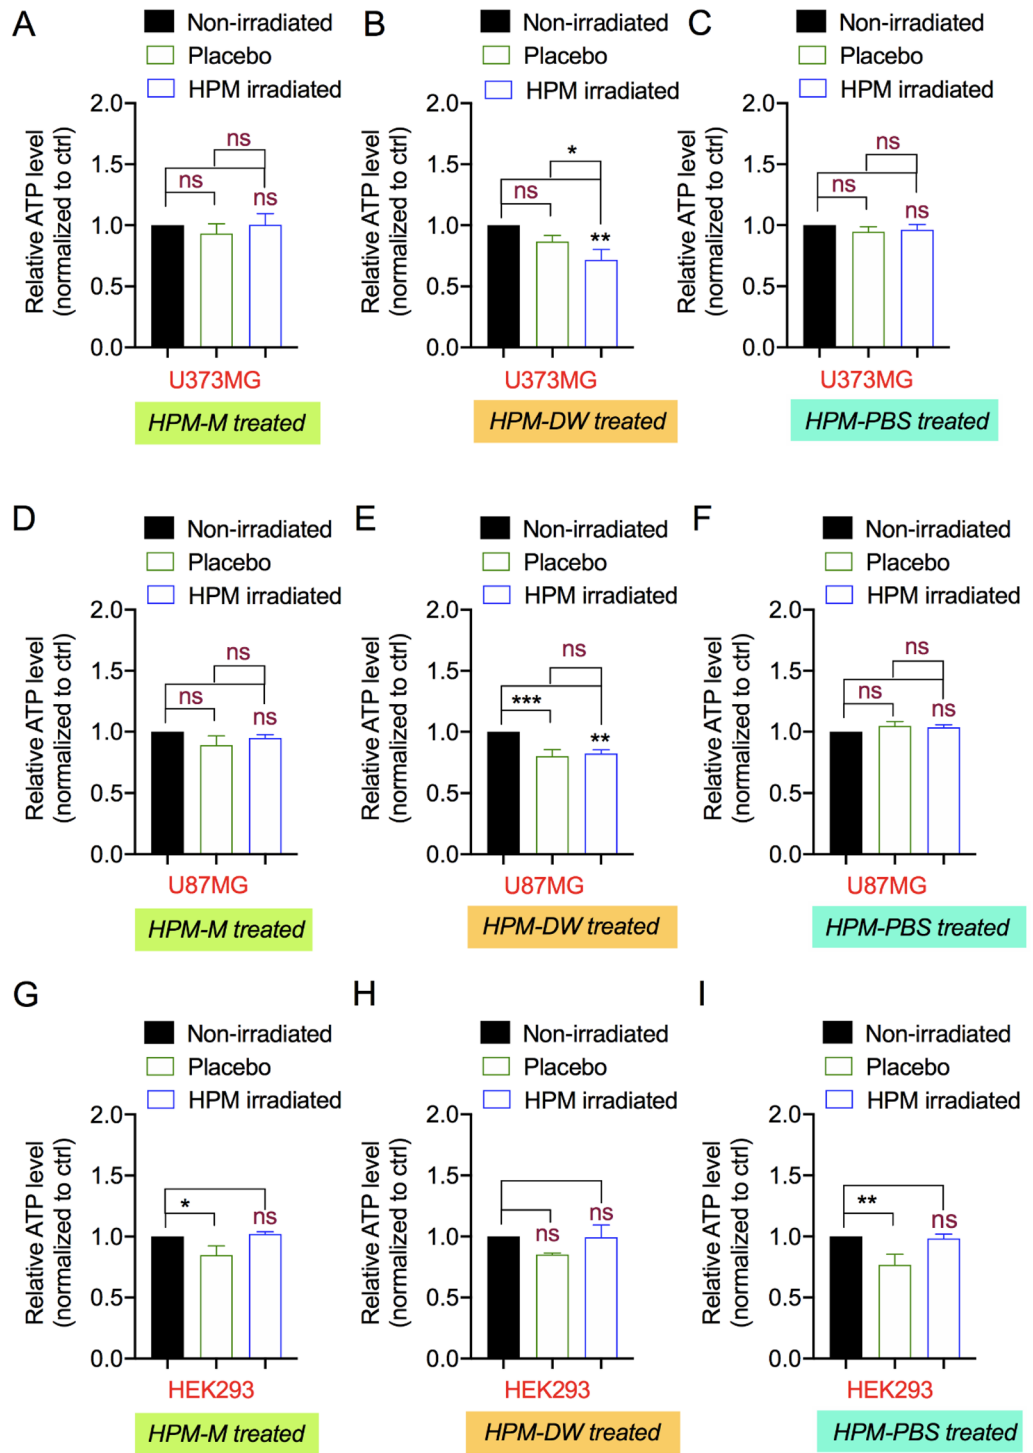 A
Non-irradiated
Placebo
HPM irradiated
Relative ATP level
(normalized to ctrl)
2.0
1.5
1.0
0.5
0.0
ns
ns
ns
U373MG
HPM-M treated
B
Non-irradiated
Placebo
HPM irradiated
Relative ATP level
(normalized to ctrl)
2.0
1.5
1.0
0.5
0.0
*
ns
**
U373MG
HPM-DW treated
C
Non-irradiated
Placebo
HPM irradiated
Relative ATP level
(normalized to ctrl)
2.0
1.5
1.0
0.5
0.0
ns
ns
ns
U373MG
HPM-PBS treated
D
Non-irradiated
Placebo
HPM irradiated
Relative ATP level
(normalized to ctrl)
2.0
1.5
1.0
0.5
0.0
ns
ns
ns
U87MG
HPM-M treated
E
Non-irradiated
Placebo
HPM irradiated
Relative ATP level
(normalized to ctrl)
2.0
1.5
1.0
0.5
0.0
ns
***
**
U87MG
HPM-DW treated
F
Non-irradiated
Placebo
HPM irradiated
Relative ATP level
(normalized to ctrl)
2.0
1.5
1.0
0.5
0.0
ns
ns
ns
U87MG
HPM-PBS treated
G
Non-irradiated
Placebo
HPM irradiated
Relative ATP level
(normalized to ctrl)
2.0
1.5
1.0
0.5
0.0
*
ns
HEK293
HPM-M treated
H
Non-irradiated
Placebo
HPM irradiated
Relative ATP level
(normalized to ctrl)
2.0
1.5
1.0
0.5
0.0
ns
ns
HEK293
HPM-DW treated
I
Non-irradiated
Placebo
HPM irradiated
Relative ATP level
(normalized to ctrl)
2.0
1.5
1.0
0.5
0.0
**
ns
HEK293
HPM-PBS treated